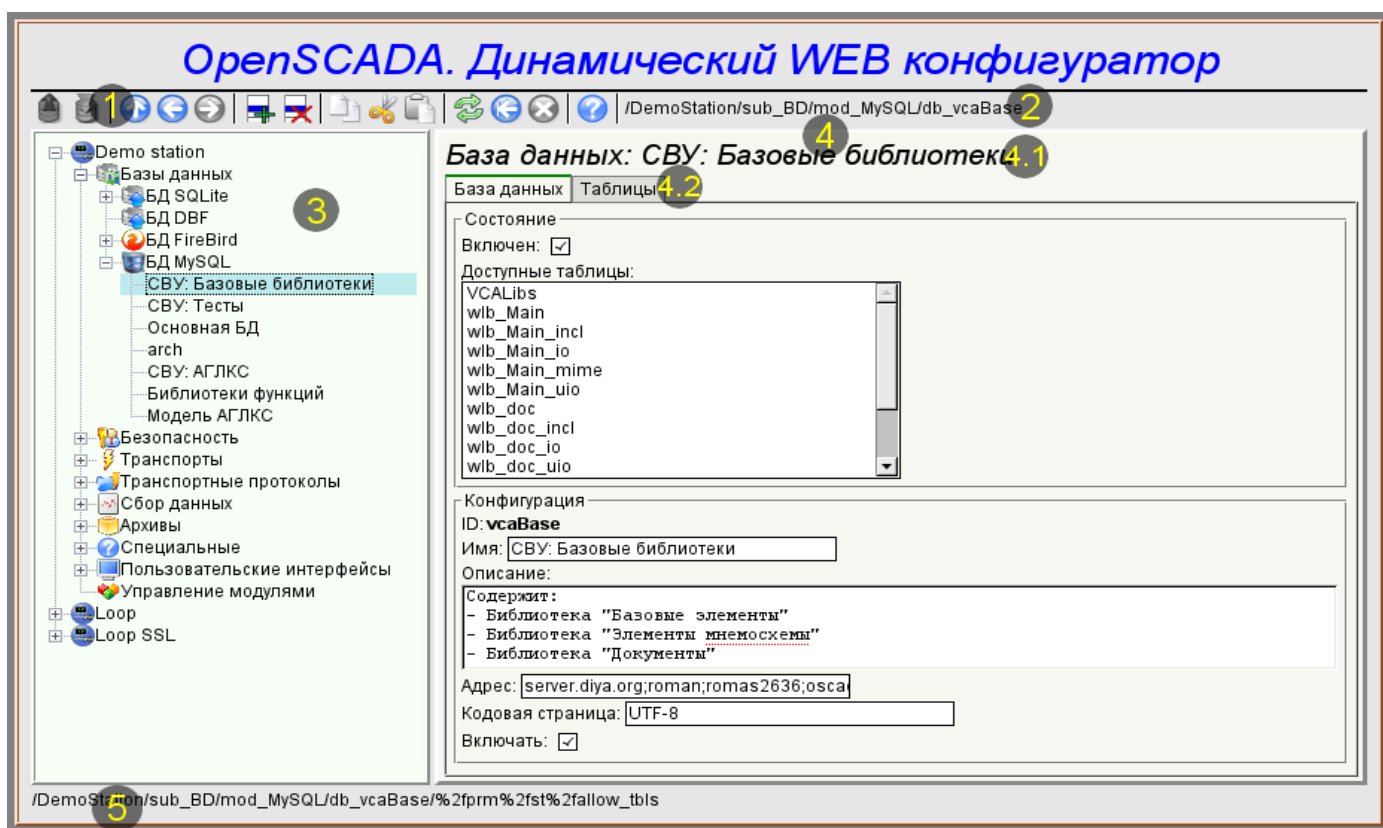 OpenSCADA. Динамический WEB конфигуратор
1
/DemoStation/sub_BD/mod_MySQL/db_vcaBase
2
3
Demo station
Базы данных
БД SQLite
БД DBF
БД FireBird
БД MySQL
СВУ: Базовые библиотеки
СВУ: Тесты
Основная БД
arch
СВУ: АГЛКС
Библиотеки функций
Модель АГЛКС
Безопасность
Транспорты
Транспортные протоколы
Сбор данных
Архивы
Специальные
Пользовательские интерфейсы
Управление модулями
Loop
Loop SSL
4
База данных: СВУ: Базовые библиотеки
4.1
База данных Таблицы
4.2
Состояние
Включен:
Доступные таблицы:
VCALibs
wlb_Main
wlb_Main_incl
wlb_Main_io
wlb_Main_mime
wlb_Main_uio
wlb_doc
wlb_doc_incl
wlb_doc_io
wlb_doc_uio
Конфигурация
ID: vcaBase
Имя: СВУ: Базовые библиотеки
Описание:
Содержит:
- Библиотека "Базовые элементы"
- Библиотека "Элементы мнемосхемы"
- Библиотека "Документы"
Адрес: server.diya.org;roman;romas2636;oscad
Кодовая страница: UTF-8
Включать:
/DemoStation/sub_BD/mod_MySQL/db_vcaBase/%2fprm%2fst%2fallow_tbls
5